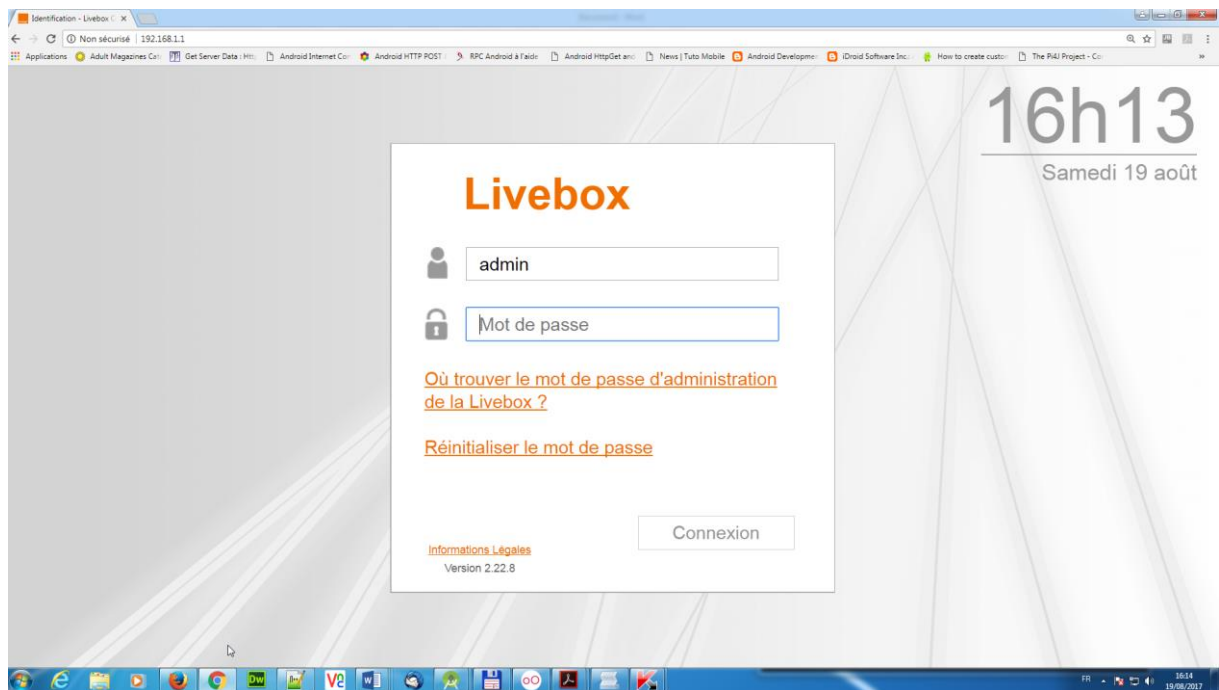 Identification - Livebox C
Non sécurisé | 192.168.1.1
Applications Adult Magazines Cat Get Server Data : Htt Android Internet Con Android HTTP POST RPC Android à l'aide Android HttpGet and News | Tuto Mobile Android Developmer iDroid Software Inc. How to create custor The Pi4J Project - Co
16h13
Samedi 19 août
Livebox
admin
Mot de passe
Où trouver le mot de passe d'administration
de la Livebox ?
Réinitialiser le mot de passe
Connexion
Informations Légales
Version 2.22.8
Dw
FR
16:14
19/08/2017